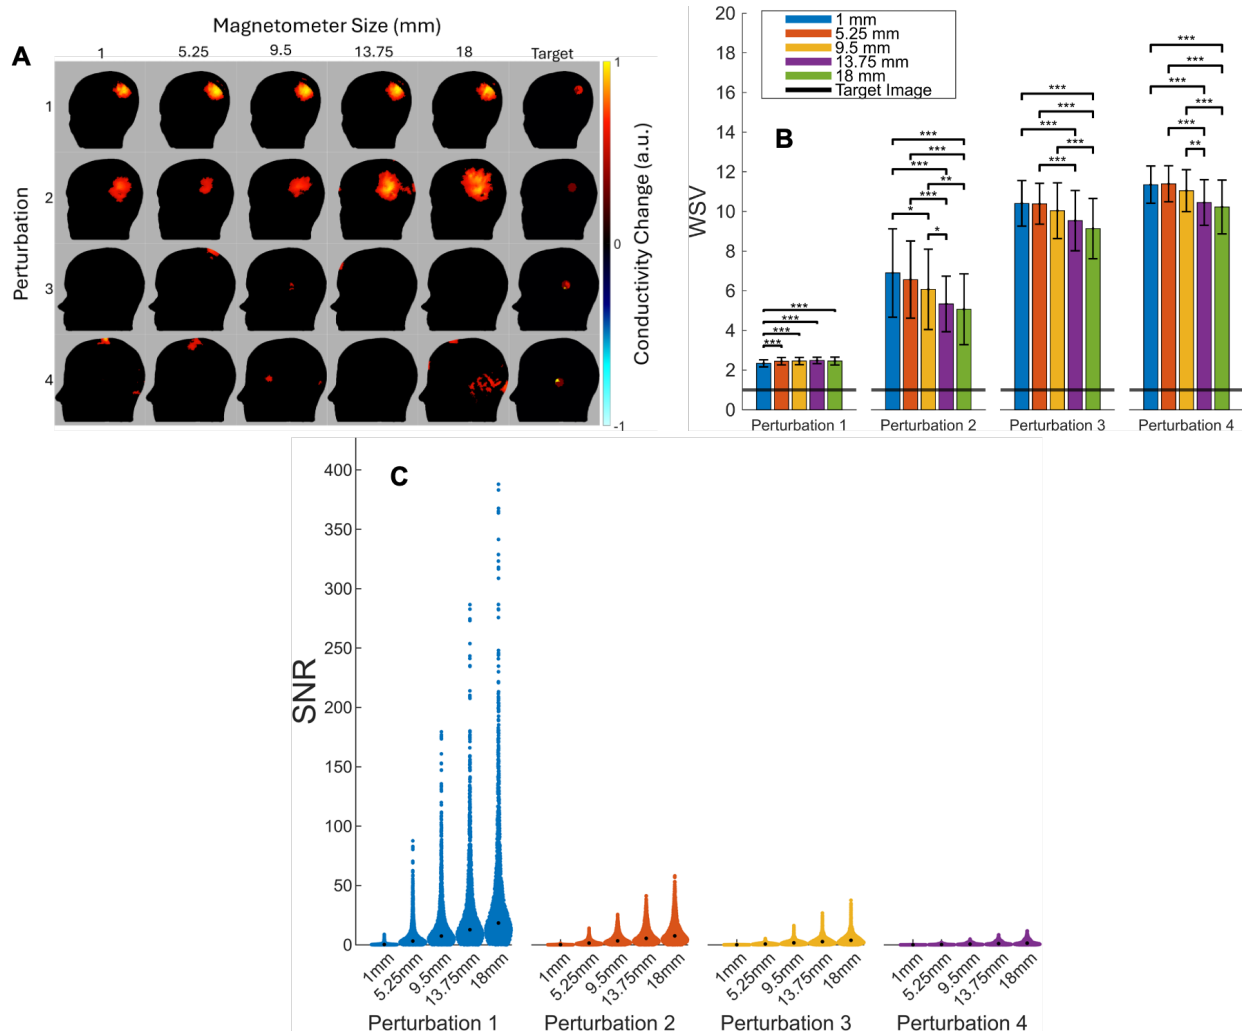 Magnetometer Size (mm)
A
1 5.25 9.5 13.75 18 Target
Perturbation
1
2
3
4
1
0
-1
Conductivity Change (a.u.)
B
WSV
20
18
16
14
12
10
8
6
4
2
0
1 mm
5.25 mm
9.5 mm
13.75 mm
18 mm
Target Image
***
***
***
***
***
***
***
**
***
*
*
***
***
***
***
***
***
***
***
***
***
**
Perturbation 1 Perturbation 2 Perturbation 3 Perturbation 4
C
SNR
400
350
300
250
200
150
100
50
0
1mm 5.25mm 9.5mm 13.75mm 18mm
1mm 5.25mm 9.5mm 13.75mm 18mm
1mm 5.25mm 9.5mm 13.75mm 18mm
1mm 5.25mm 9.5mm 13.75mm 18mm
Perturbation 1 Perturbation 2 Perturbation 3 Perturbation 4